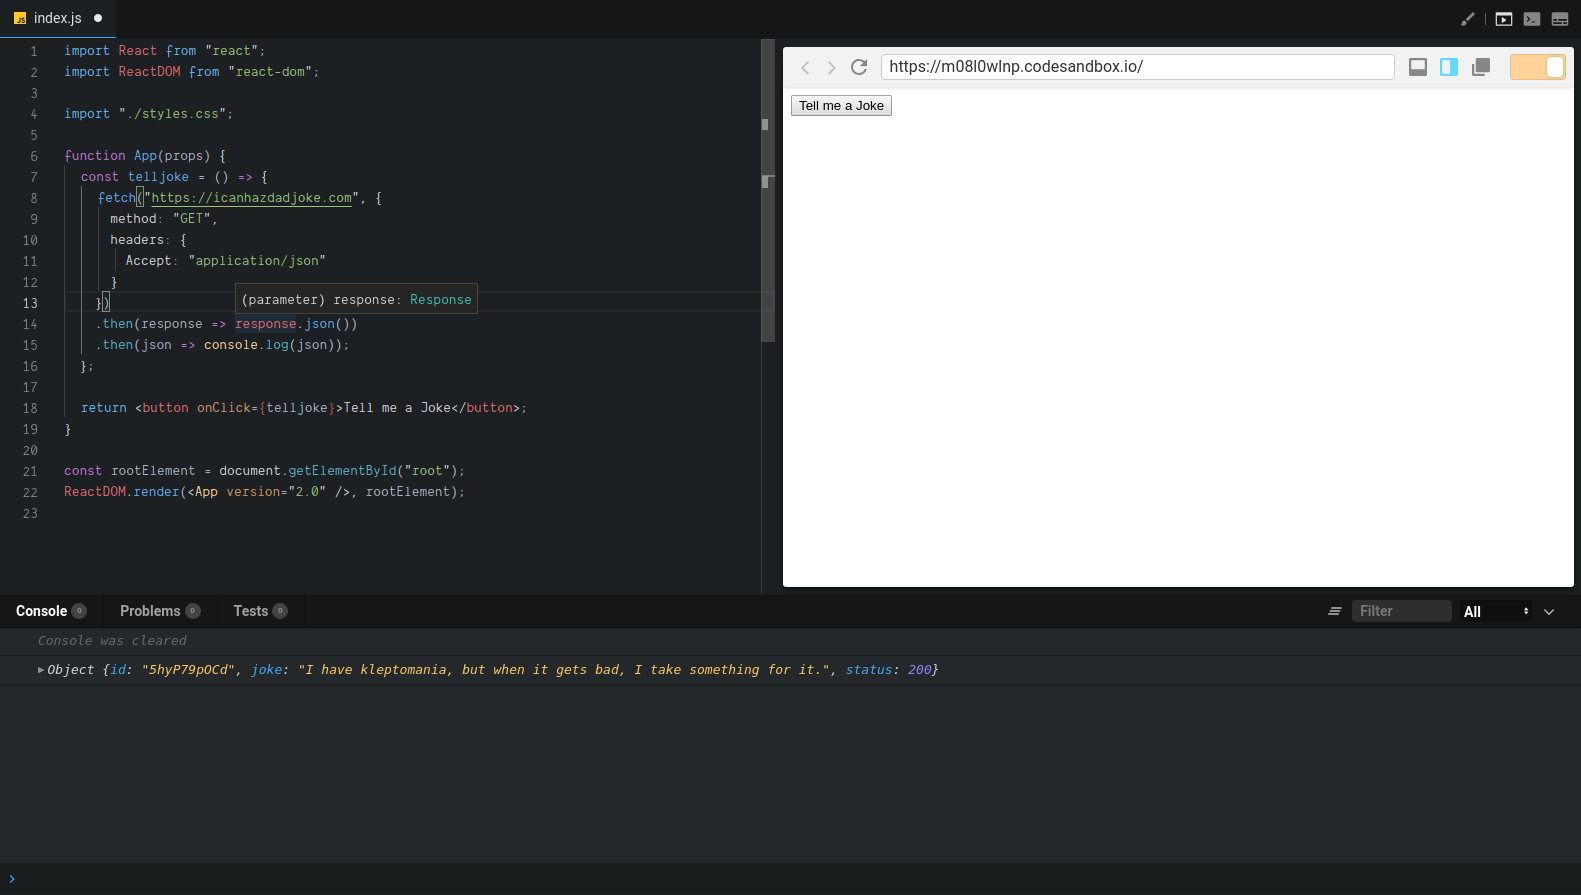 index.js
1 import React from "react";
2 import ReactDOM from "react-dom";
3
4 import "./styles.css";
5
6 function App(props) {
7 const telljoke = () => {
8 fetch("https://icanhazdadjoke.com", {
9 method: "GET",
10 headers: {
11 Accept: "application/json"
12 }
13 })
(parameter) response: Response
14 .then(response => response.json())
15 .then(json => console.log(json));
16 };
17
18 return <button onClick={telljoke}>Tell me a Joke</button>;
19 }
20
21 const rootElement = document.getElementById("root");
22 ReactDOM.render(<App version="2.0" />, rootElement);
23
https://m08l0wlnp.codesandbox.io/
Tell me a Joke
Console 0 Problems 0 Tests 0 Filter All
Console was cleared
Object {id: "5hyP79pOCd", joke: "I have kleptomania, but when it gets bad, I take something for it.", status: 200}